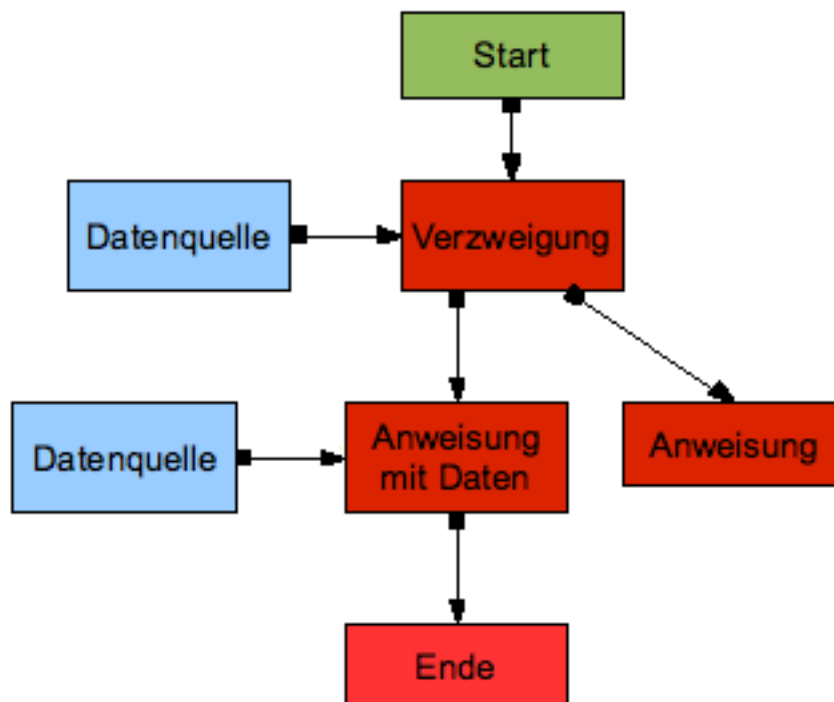 Start
Datenquelle
Verzweigung
Datenquelle
Anweisung
mit Daten
Anweisung
Ende